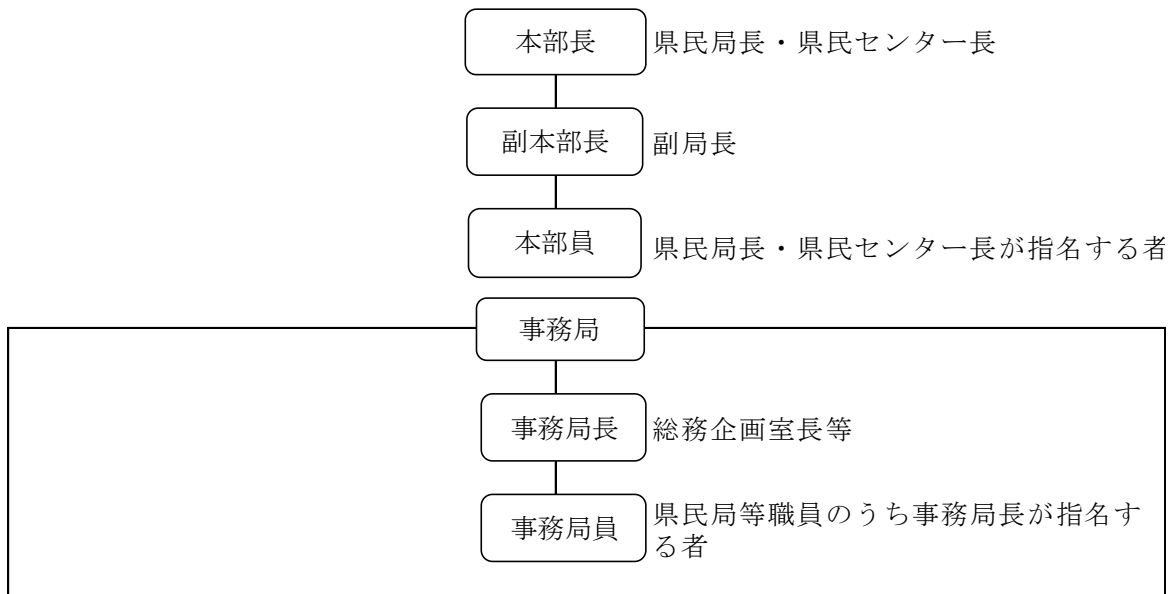 本部長 県民局長・県民センター長
副本部長 副局長
本部員 県民局長・県民センター長が指名する者
事務局
事務局長 総務企画室長等
事務局員 県民局等職員のうち事務局長が指名す
る者